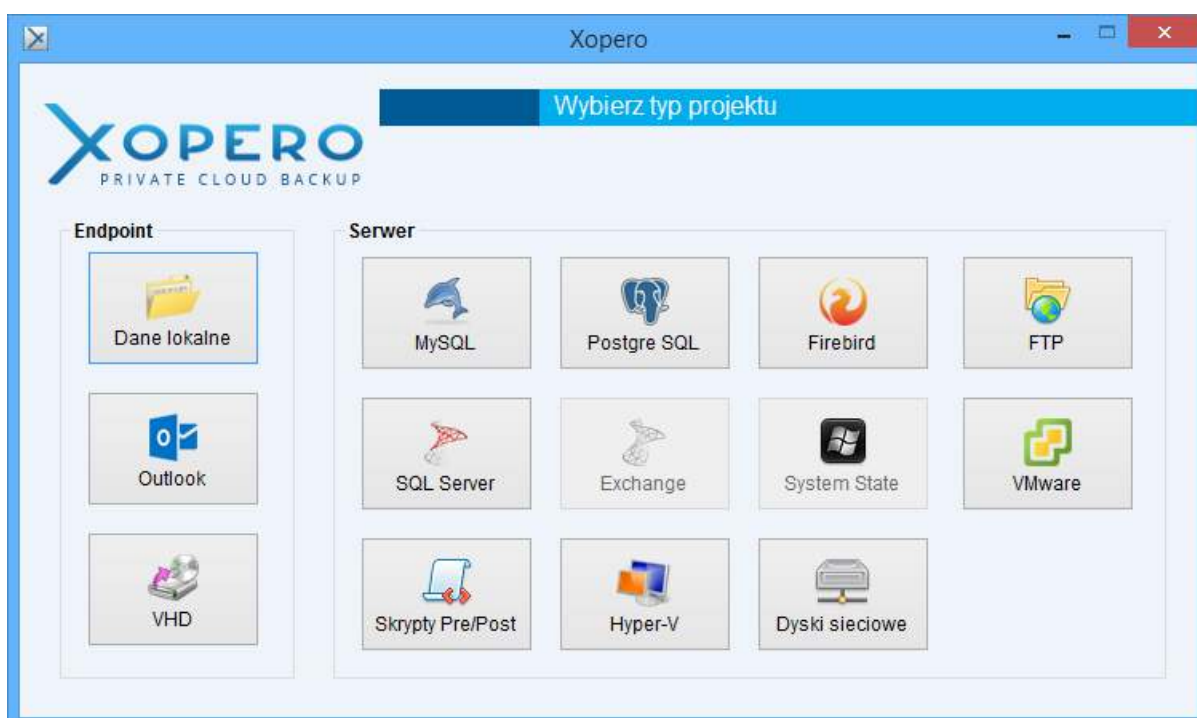 Xopero
Wybierz typ projektu
XOPERO
PRIVATE CLOUD BACKUP
Endpoint
Serwer
Dane lokalne
MySQL
Postgre SQL
Firebird
FTP
Outlook
SQL Server
Exchange
System State
VMware
VHD
Skrypty Pre/Post
Hyper-V
Dyski sieciowe